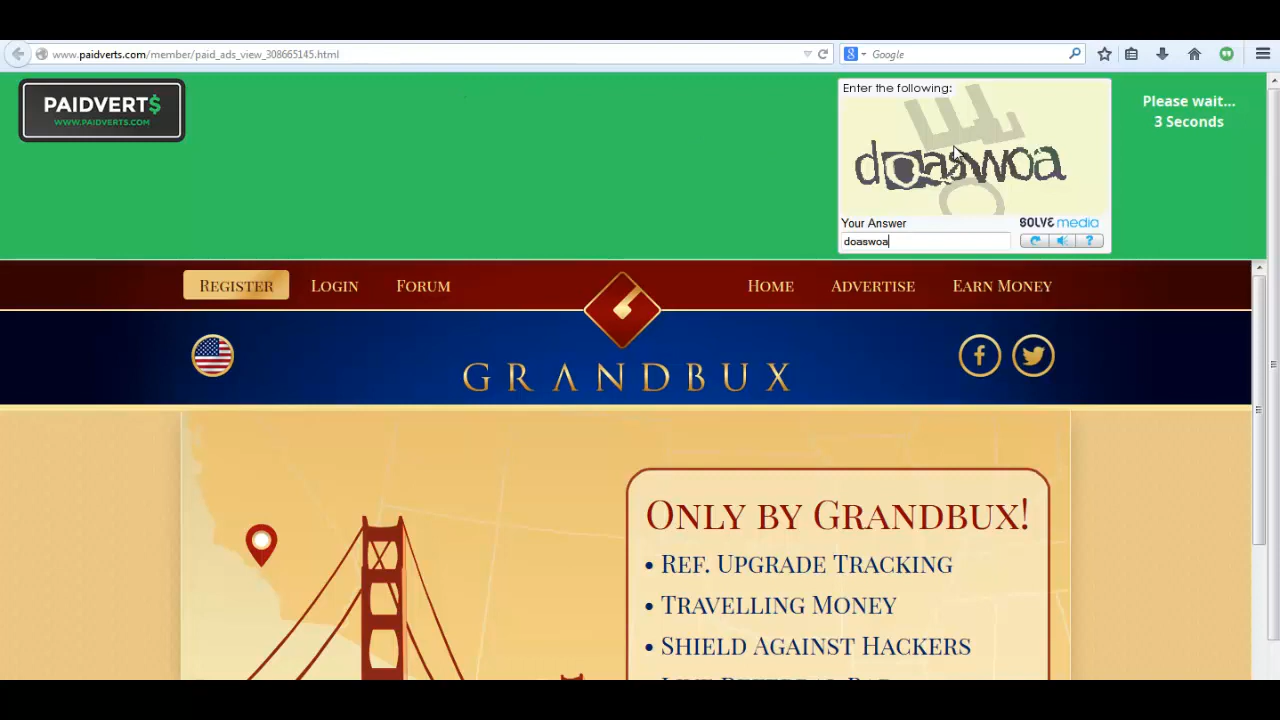 www.paidverts.com/member/paid_ads_view_308665145.html
Google
PAIDVERT$
WWW.PAIDVERTS.COM
Enter the following:
doaswoa
Your Answer
SOLVE media
doaswoa
Please wait...
3 Seconds
REGISTER
LOGIN
FORUM
HOME
ADVERTISE
EARN MONEY
GRANDBUX
ONLY BY GRANDBUX!
• REF. UPGRADE TRACKING
• TRAVELLING MONEY
• SHIELD AGAINST HACKERS